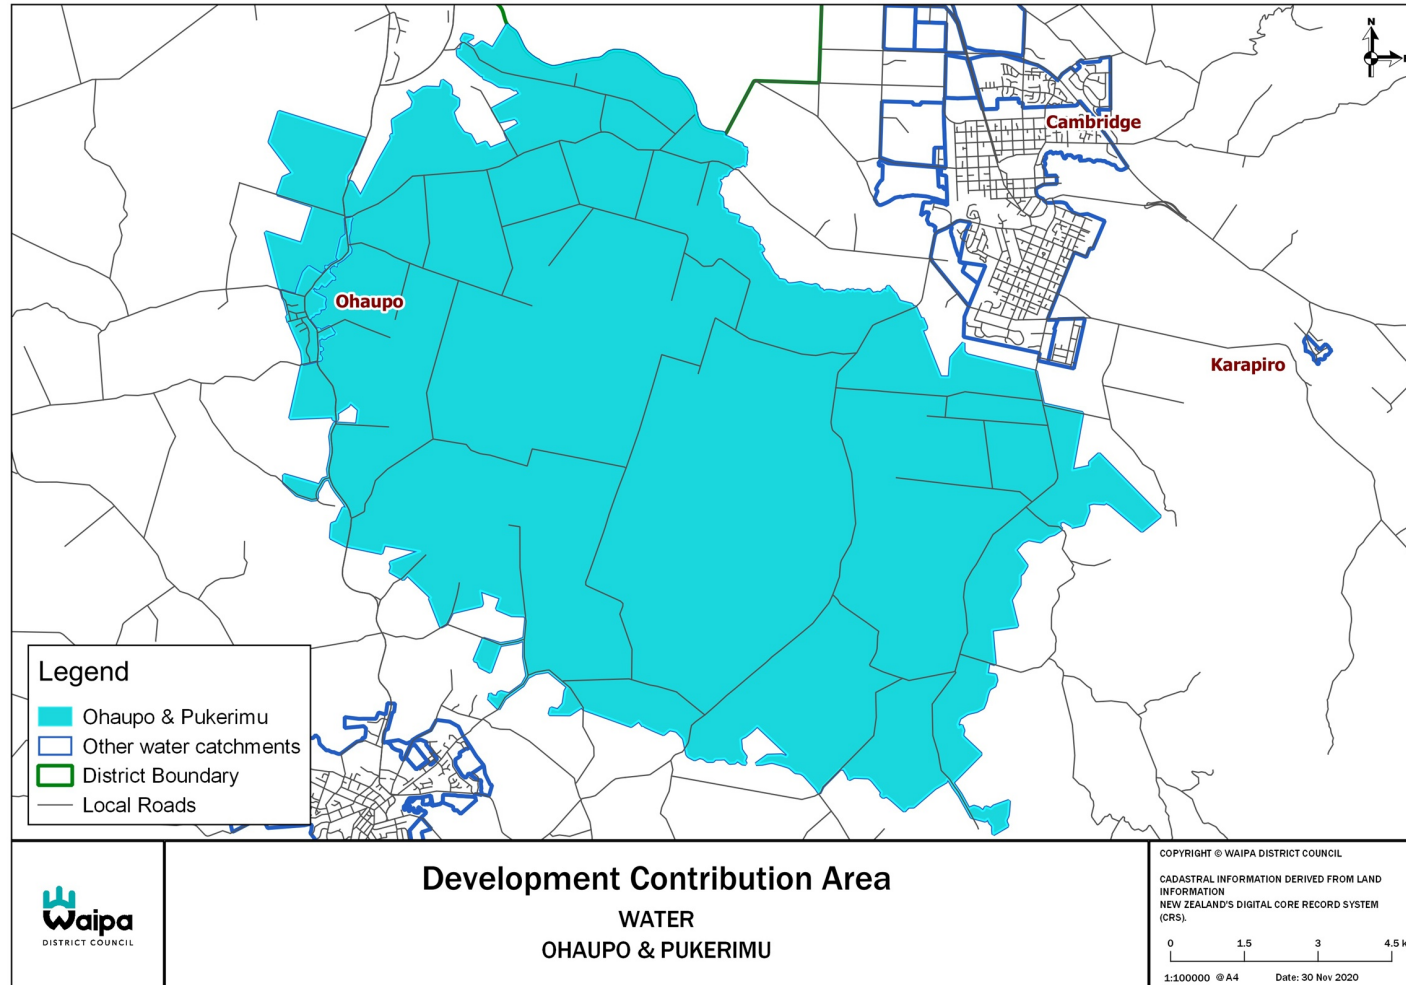 N
Cambridge
Ohaupo
Karapiro
Legend
Ohaupo & Pukerimu
Other water catchments
District Boundary
Local Roads
Waipa
DISTRICT COUNCIL
Development Contribution Area
WATER
OHAUPO & PUKERIMU
COPYRIGHT © WAIPA DISTRICT COUNCIL
CADASTRAL INFORMATION DERIVED FROM LAND
INFORMATION
NEW ZEALAND'S DIGITAL CORE RECORD SYSTEM
(CRS).
0 1.5 3 4.5
1:100000 @ A4 Date: 30 Nov 2020